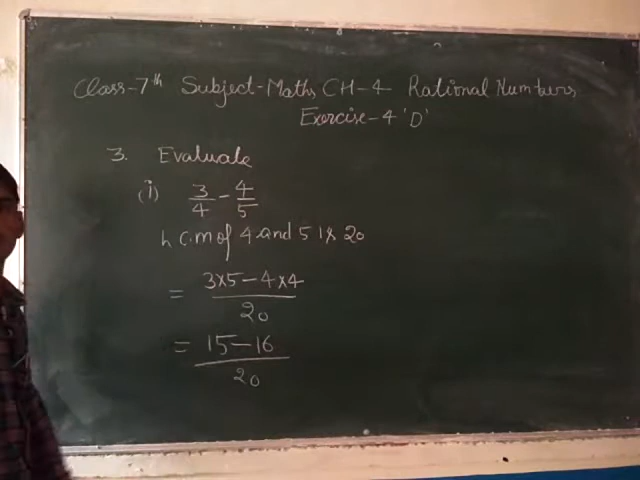 Class-7th Subject-Maths CH-4 Rational Numbers
Exercise-4 'D'
3. Evaluate
(i) 3/4 - 4/5
L C.m of 4 and 5 is 20
= 3×5-4×4/20
= 15-16/20